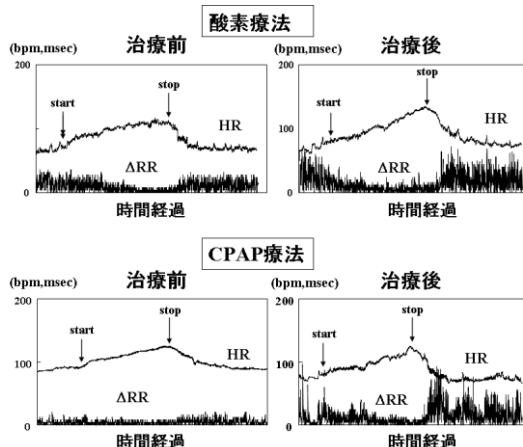 酸素療法
(bpm,msec) 治療前 治療後
200 200
start stop
start stop
100 100
HR HR
ΔRR ΔRR
0 0
時間経過 時間経過
CPAP療法
(bpm,msec) 治療前 (bpm,msec) 治療後
200 200
start stop
start stop
100 100
HR HR
ΔRR ΔRR
0 0
時間経過 時間経過